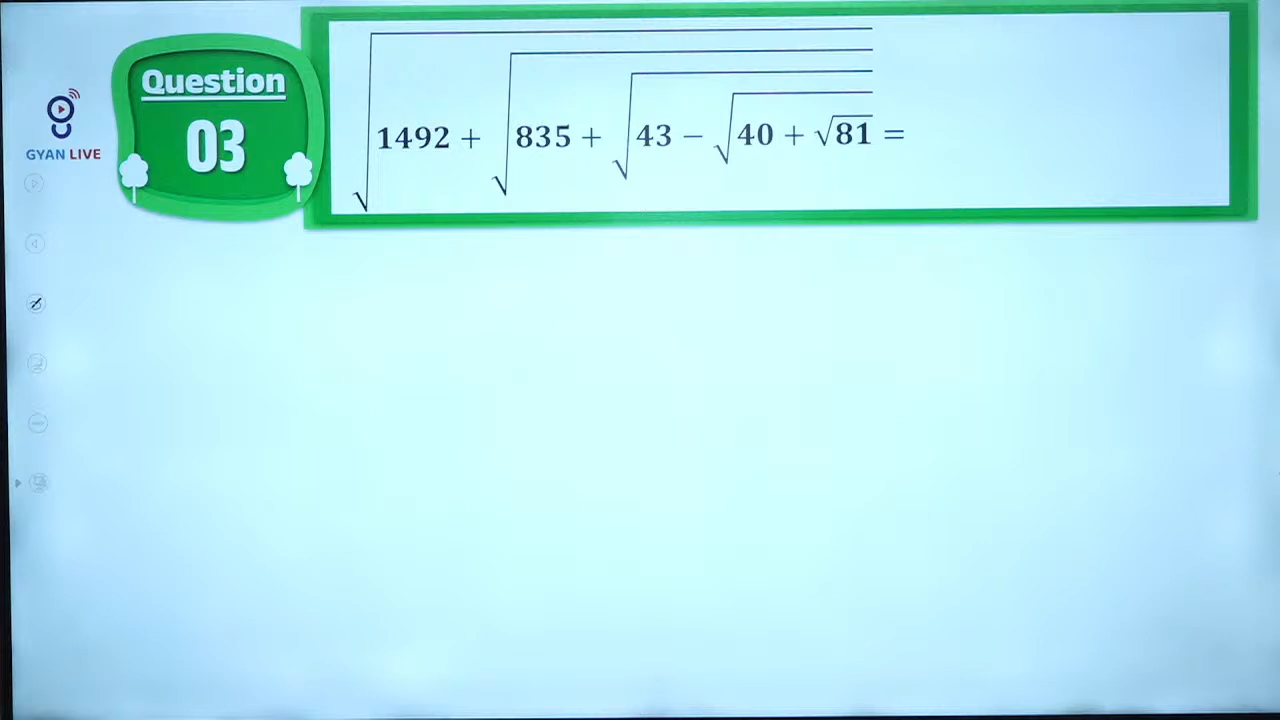 Question
03
GYAN LIVE
√(1492 + √(835 + √(43 − √(40 + √81)))) =